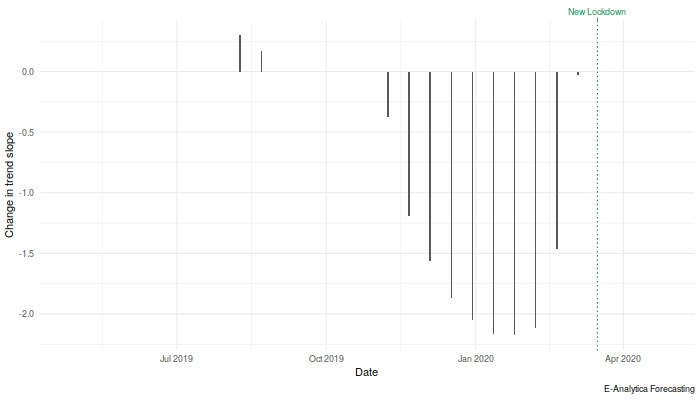 New Lockdown
0.0
-0.5
-1.0
-1.5
-2.0
Change in trend slope
Jul 2019
Oct 2019
Jan 2020
Apr 2020
Date
E-Analytica Forecasting